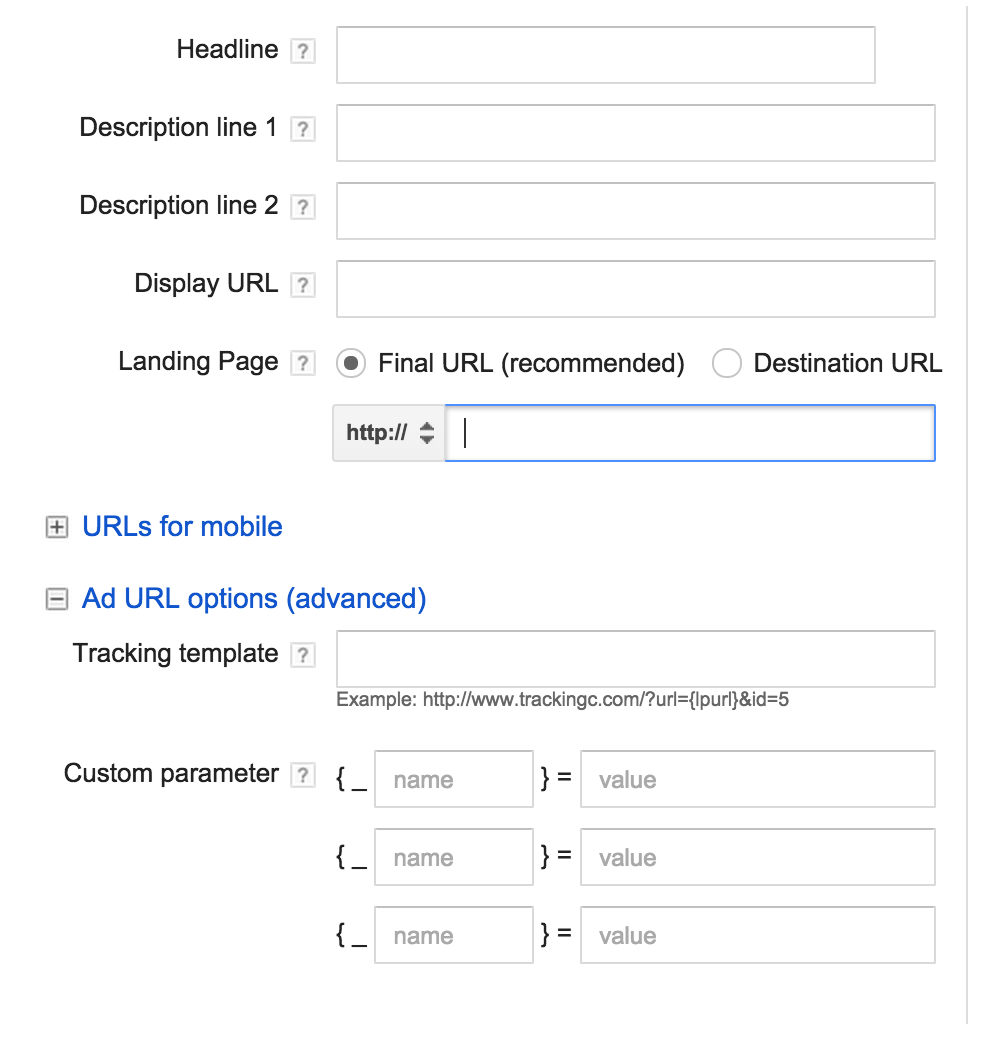 Headline ?
Description line 1 ?
Description line 2 ?
Display URL ?
Landing Page ? Final URL (recommended) Destination URL
http://
URLs for mobile
Ad URL options (advanced)
Tracking template ?
Example: http://www.trackingc.com/?url={lpurl}&id=5
Custom parameter ? {_ name } = value
{_ name } = value
{_ name } = value